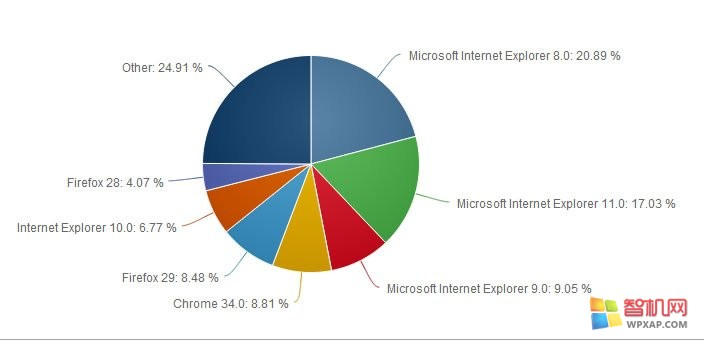 Microsoft Internet Explorer 8.0: 20.89 %
Other: 24.91 %
Firefox 28: 4.07 %
Microsoft Internet Explorer 11.0: 17.03 %
Internet Explorer 10.0: 6.77 %
Firefox 29: 8.48 %
Microsoft Internet Explorer 9.0: 9.05 %
Chrome 34.0: 8.81 %
智机网
WPXAP.COM